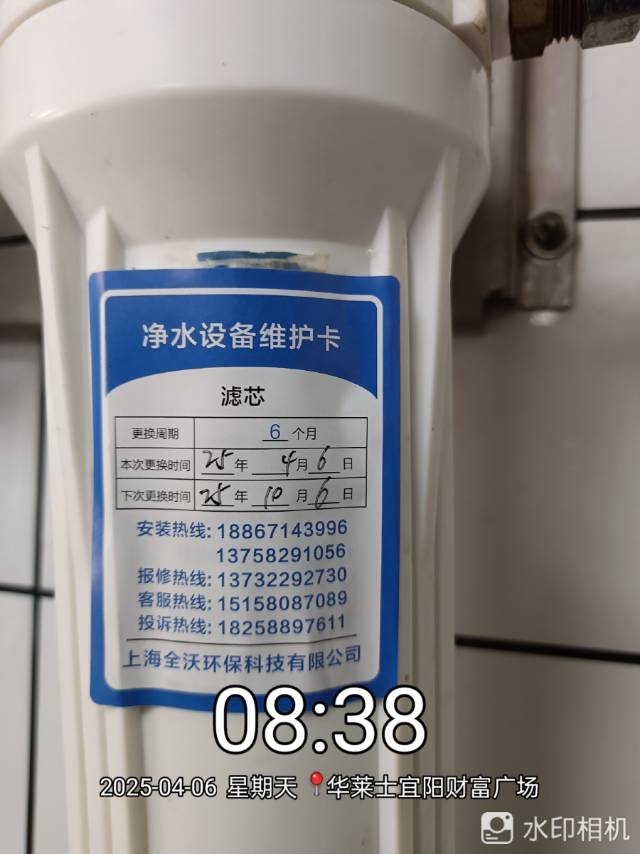 净水设备维护卡
滤芯
更换周期 6 个月
本次更换时间 25 年 4 月 6 日
下次更换时间 25 年 10 月 6 日
安装热线: 18867143996
13758291056
报修热线: 13732292730
客服热线: 15158087089
投诉热线: 18258897611
上海全沃环保科技有限公司
08:38
2025-04-06 星期天 📍华莱士宜阳财富广场
水印相机